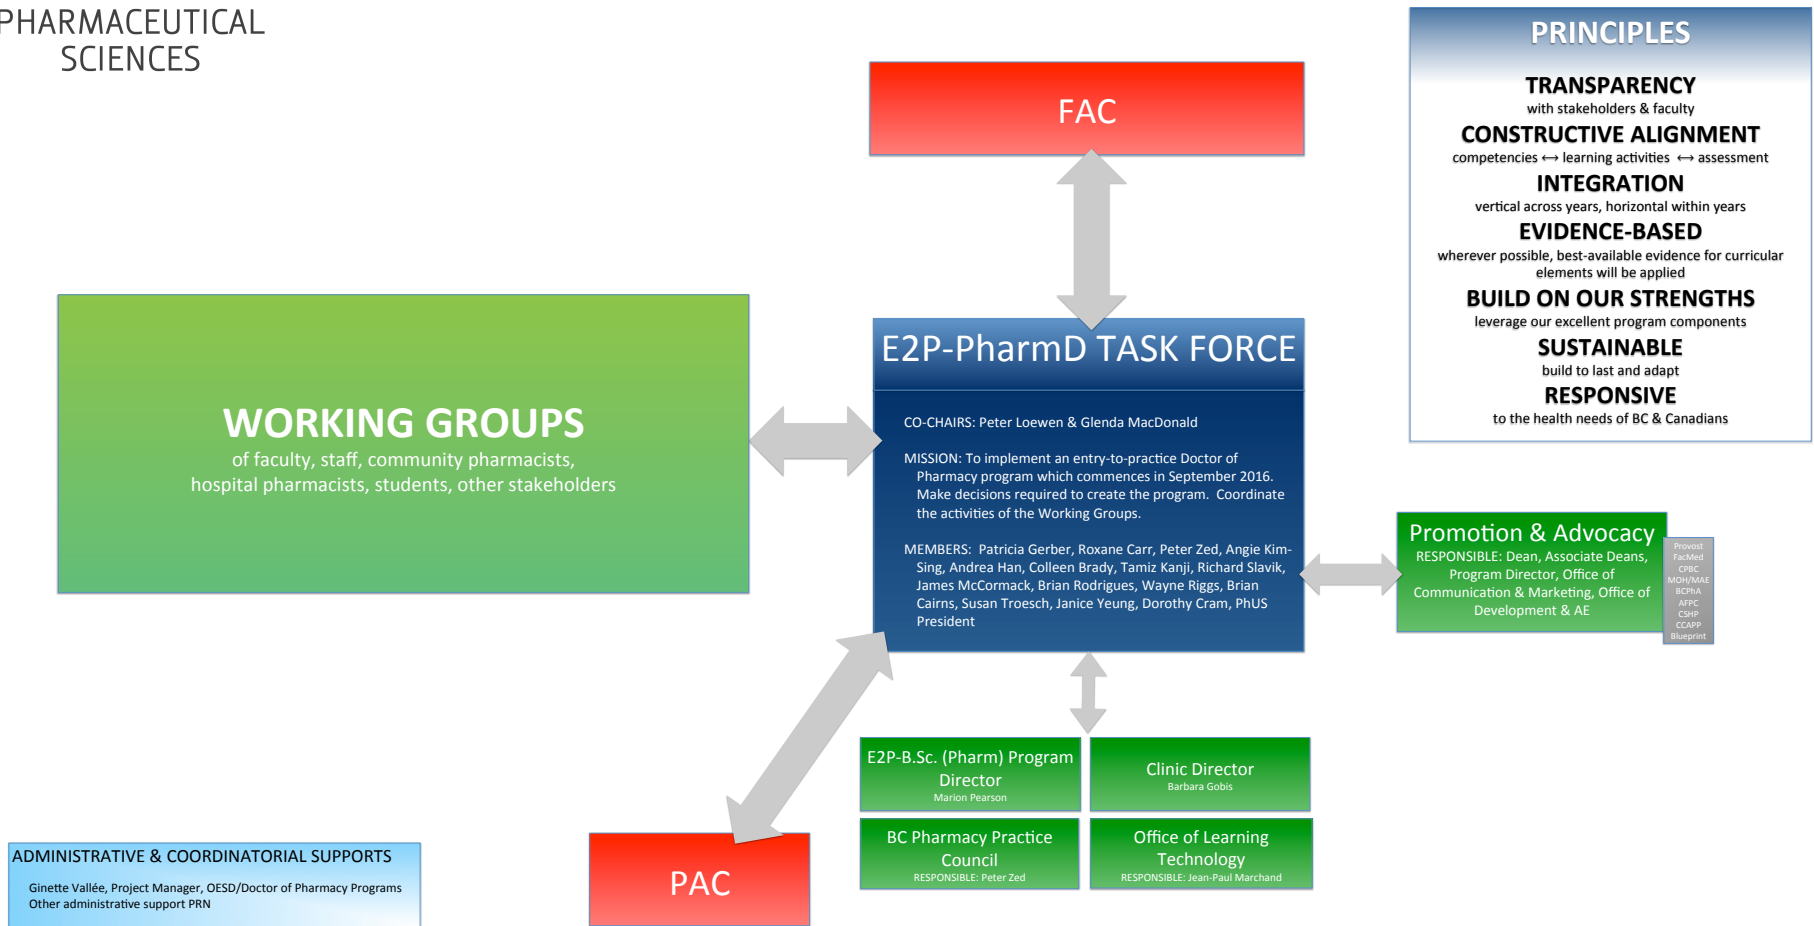 PHARMACEUTICAL
SCIENCES
FAC
PRINCIPLES
TRANSPARENCY
with stakeholders & faculty
CONSTRUCTIVE ALIGNMENT
competencies ↔ learning activities ↔ assessment
INTEGRATION
vertical across years, horizontal within years
EVIDENCE-BASED
wherever possible, best-available evidence for curricular
elements will be applied
BUILD ON OUR STRENGTHS
leverage our excellent program components
SUSTAINABLE
build to last and adapt
RESPONSIVE
to the health needs of BC & Canadians
WORKING GROUPS
of faculty, staff, community pharmacists,
hospital pharmacists, students, other stakeholders
E2P-PharmD TASK FORCE
CO-CHAIRS: Peter Loewen & Glenda MacDonald
MISSION: To implement an entry-to-practice Doctor of
Pharmacy program which commences in September 2016.
Make decisions required to create the program. Coordinate
the activities of the Working Groups.
MEMBERS: Patricia Gerber, Roxane Carr, Peter Zed, Angie Kim-
Sing, Andrea Han, Colleen Brady, Tamiz Kanji, Richard Slavik,
James McCormack, Brian Rodrigues, Wayne Riggs, Brian
Cairns, Susan Troesch, Janice Yeung, Dorothy Cram, PhUS
President
Promotion & Advocacy
RESPONSIBLE: Dean, Associate Deans,
Program Director, Office of
Communication & Marketing, Office of
Development & AE
Provost
FacMed
CPBC
MOH/MAE
BCPhA
AFPC
CSHP
CCAPP
Blueprint
E2P-B.Sc. (Pharm) Program
Director
Marion Pearson
Clinic Director
Barbara Gobis
BC Pharmacy Practice
Council
RESPONSIBLE: Peter Zed
Office of Learning
Technology
RESPONSIBLE: Jean-Paul Marchand
PAC
ADMINISTRATIVE & COORDINATORIAL SUPPORTS
Ginette Vallée, Project Manager, OESD/Doctor of Pharmacy Programs
Other administrative support PRN